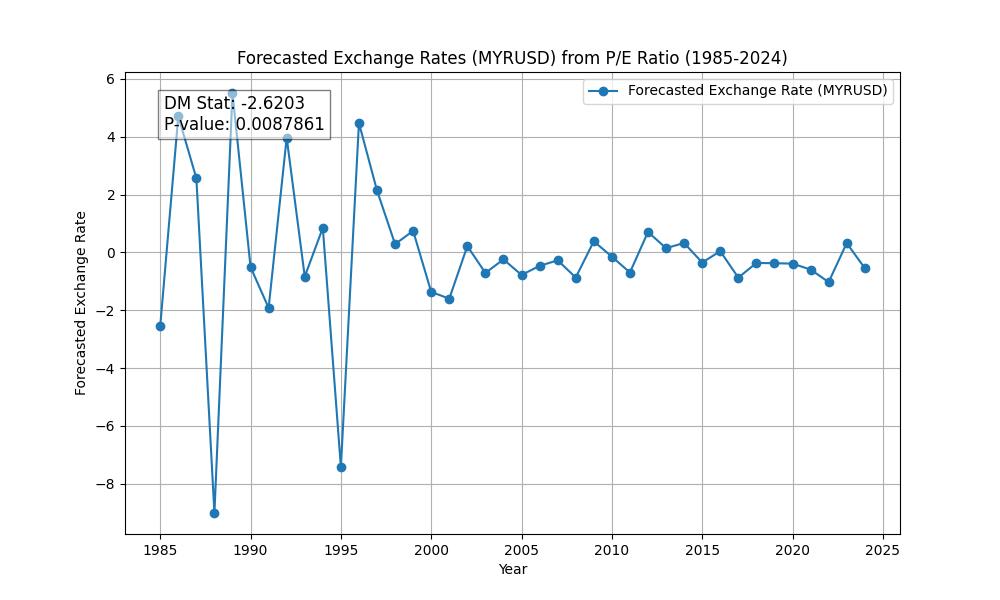 Forecasted Exchange Rates (MYRUSD) from P/E Ratio (1985-2024)
DM Stat: -2.6203
P-value: 0.0087861
Forecasted Exchange Rate (MYRUSD)
Forecasted Exchange Rate
6
4
2
0
−2
−4
−6
−8
1985 1990 1995 2000 2005 2010 2015 2020 2025
Year